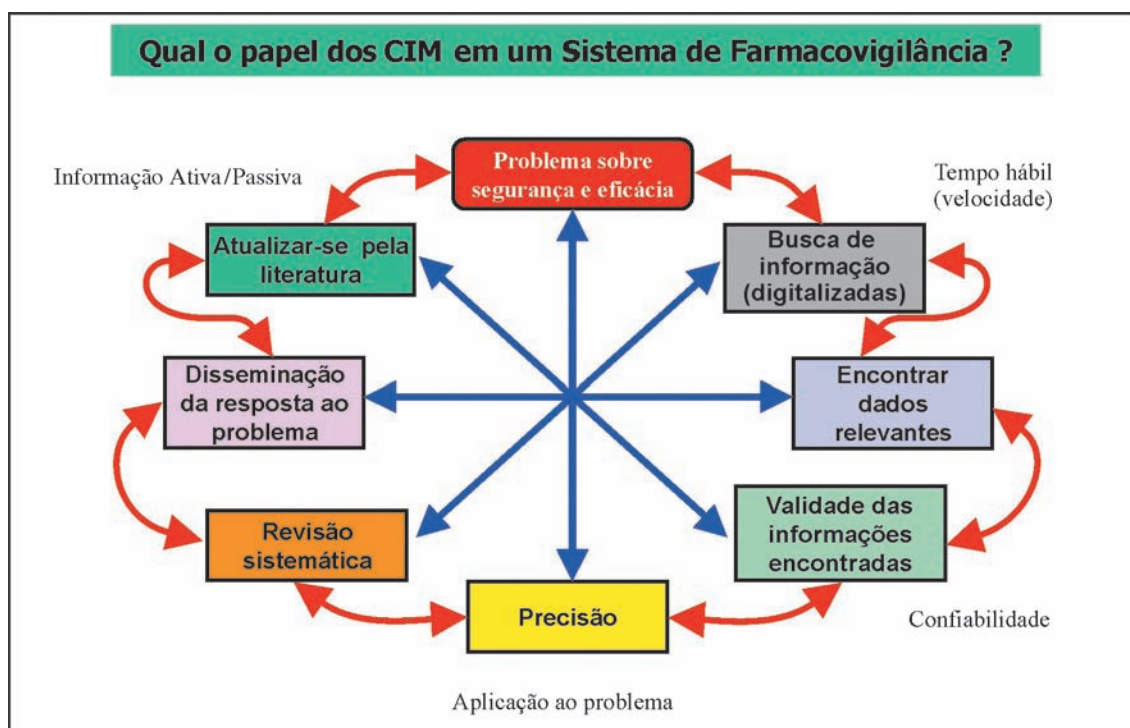 Qual o papel dos CIM em um Sistema de Farmacovigilância ?
Informação Ativa/Passiva
Problema sobre
segurança e eficácia
Tempo hábil
(velocidade)
Atualizar-se pela
literatura
Busca de
informação
(digitalizadas)
Disseminação
da resposta ao
problema
Encontrar
dados
relevantes
Revisão
sistemática
Validade das
informações
encontradas
Precisão
Confiabilidade
Aplicação ao problema